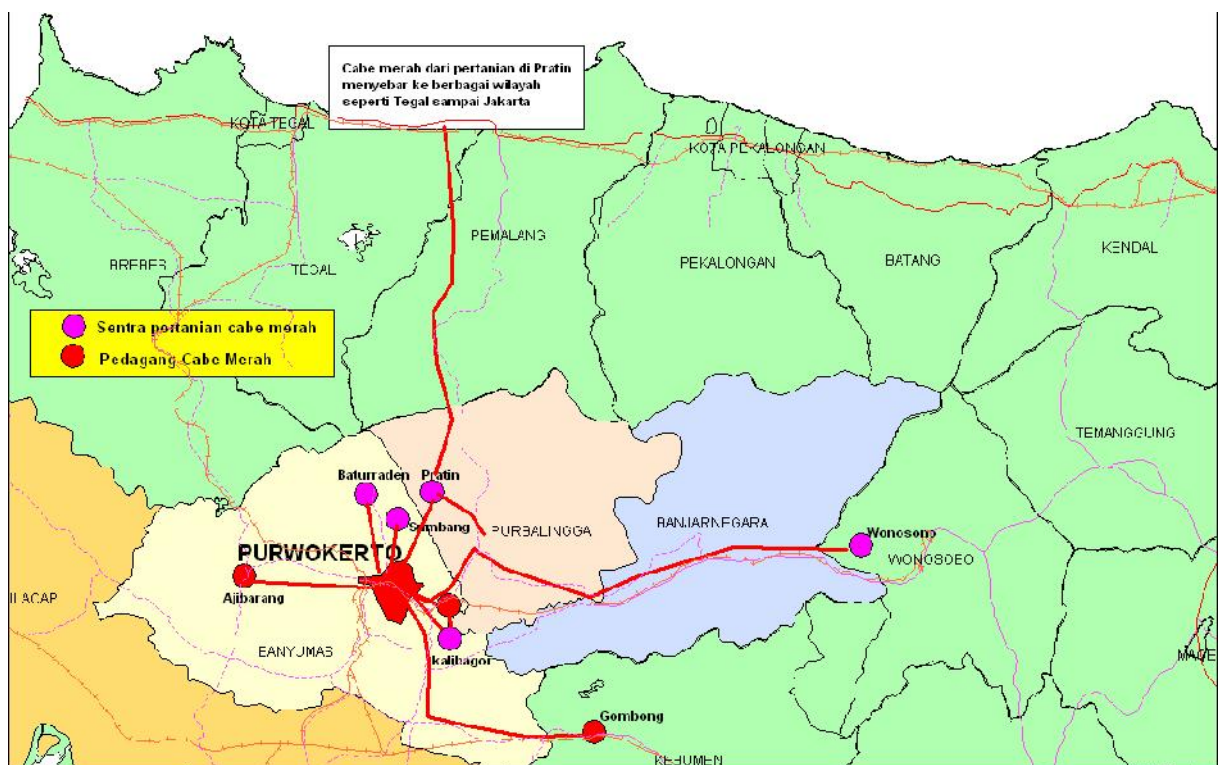 Cabe merah dari pertanian di Pratin
menyebar ke berbagai wilayah
seperti Tegal sampai Jakarta
KOTA TEGAL
KOTA PEKALONGAN
PEMALANG
KENDAL
BREBES
TEGAL
PEKALONGAN
BATANG
Sentra pertanian cabe merah
Pedagang Cabe Merah
TEMANGGUNG
Baturraden
Pratin
Sumbang
PURBALINGGA
BANJARNEGARA
Wonosono
PURWOKERTO
WONOSOBO
Ajibarang
ILACAP
BANYUMAS
kalibagor
MAGE
Gombong
KEBUMEN